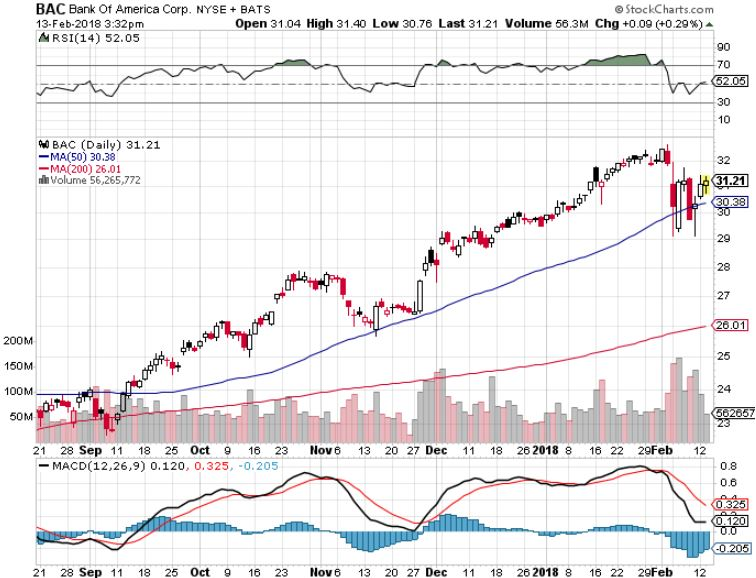 BAC Bank Of America Corp. NYSE + BATS © StockCharts.com
13-Feb-2018 3:32pm Open 31.04 High 31.40 Low 30.76 Last 31.21 Volume 56.3M Chg +0.09 (+0.29%)
RSI(14) 52.05
90
70
52.05
30
10
BAC (Daily) 31.21
MA(50) 30.38
MA(200) 26.01
Volume 56,265,772
32
31.21
30.38
30
29
28
27
26.01
200M
25
150M
100M 24
50M
562657
23
21 28 Sep 11 18 25 Oct 9 16 23 Nov 6 13 20 27 Dec 11 18 26 2018 8 16 22 29 Feb 12
MACD(12,26,9) 0.120, 0.325, -0.205
0.8
0.6
0.4
0.325
0.120
0.0
-0.205
21 28 Sep 11 18 25 Oct 9 16 23 Nov 6 13 20 27 Dec 11 18 26 2018 8 16 22 29 Feb 12